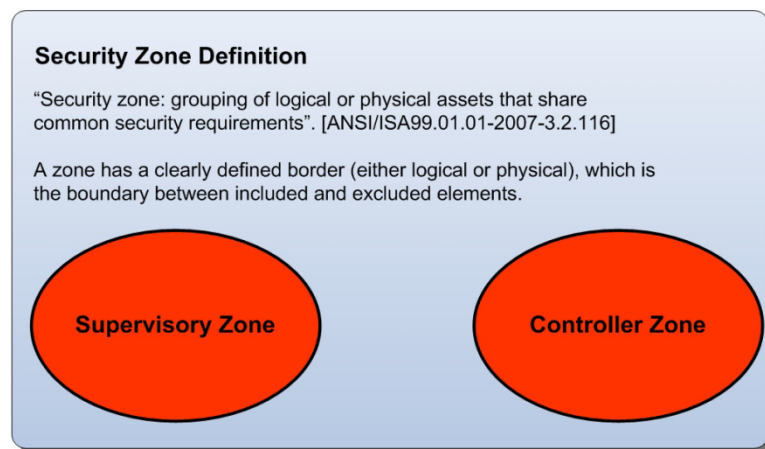 Security Zone Definition
“Security zone: grouping of logical or physical assets that share
common security requirements”. [ANSI/ISA99.01.01-2007-3.2.116]
A zone has a clearly defined border (either logical or physical), which is
the boundary between included and excluded elements.
Supervisory Zone
Controller Zone